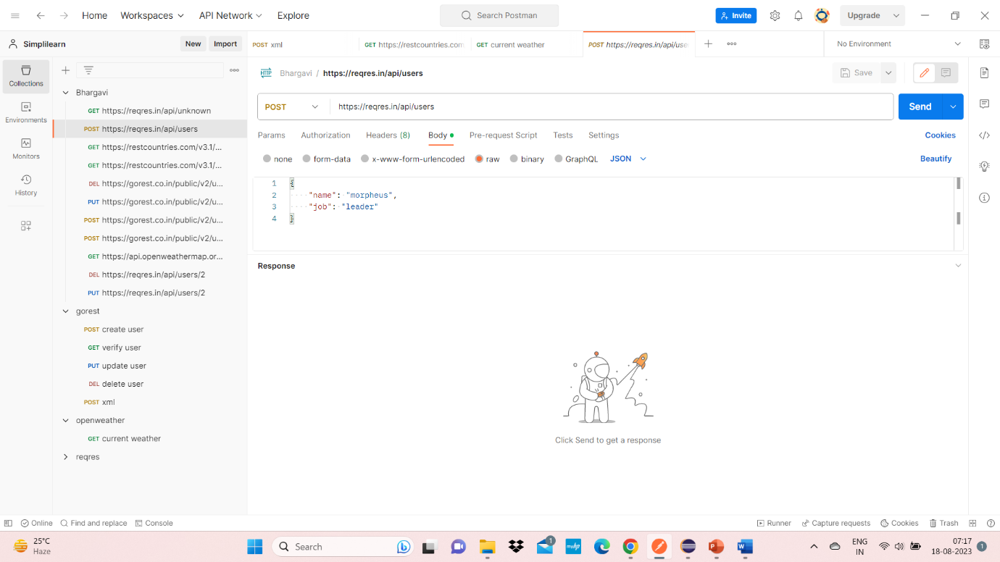 Home Workspaces API Network Explore Search Postman Invite Upgrade
Simplilearn New Import POST xml GET https://restcountries.com GET current weather POST https://reqres.in/api/use No Environment
Collections
Environments
Monitors
History
Bhargavi
GET https://reqres.in/api/unknown
POST https://reqres.in/api/users
GET https://restcountries.com/v3.1/...
GET https://restcountries.com/v3.1/...
DEL https://gorest.co.in/public/v2/u...
PUT https://gorest.co.in/public/v2/u...
POST https://gorest.co.in/public/v2/u...
POST https://gorest.co.in/public/v2/u...
GET https://api.openweathermap.or...
DEL https://reqres.in/api/users/2
PUT https://reqres.in/api/users/2
gorest
POST create user
GET verify user
PUT update user
DEL delete user
POST xml
openweather
GET current weather
reqres
HTTP Bhargavi / https://reqres.in/api/users Save
POST https://reqres.in/api/users Send
Params Authorization Headers (8) Body Pre-request Script Tests Settings Cookies
none form-data x-www-form-urlencoded raw binary GraphQL JSON Beautify
1 {
2 "name": "morpheus",
3 "job": "leader"
4 }
Response
Click Send to get a response
Online Find and replace Console Runner Capture requests Cookies Trash
25°C
Haze
Search
1
myhp
ENG
IN
07:17
18-08-2023
1